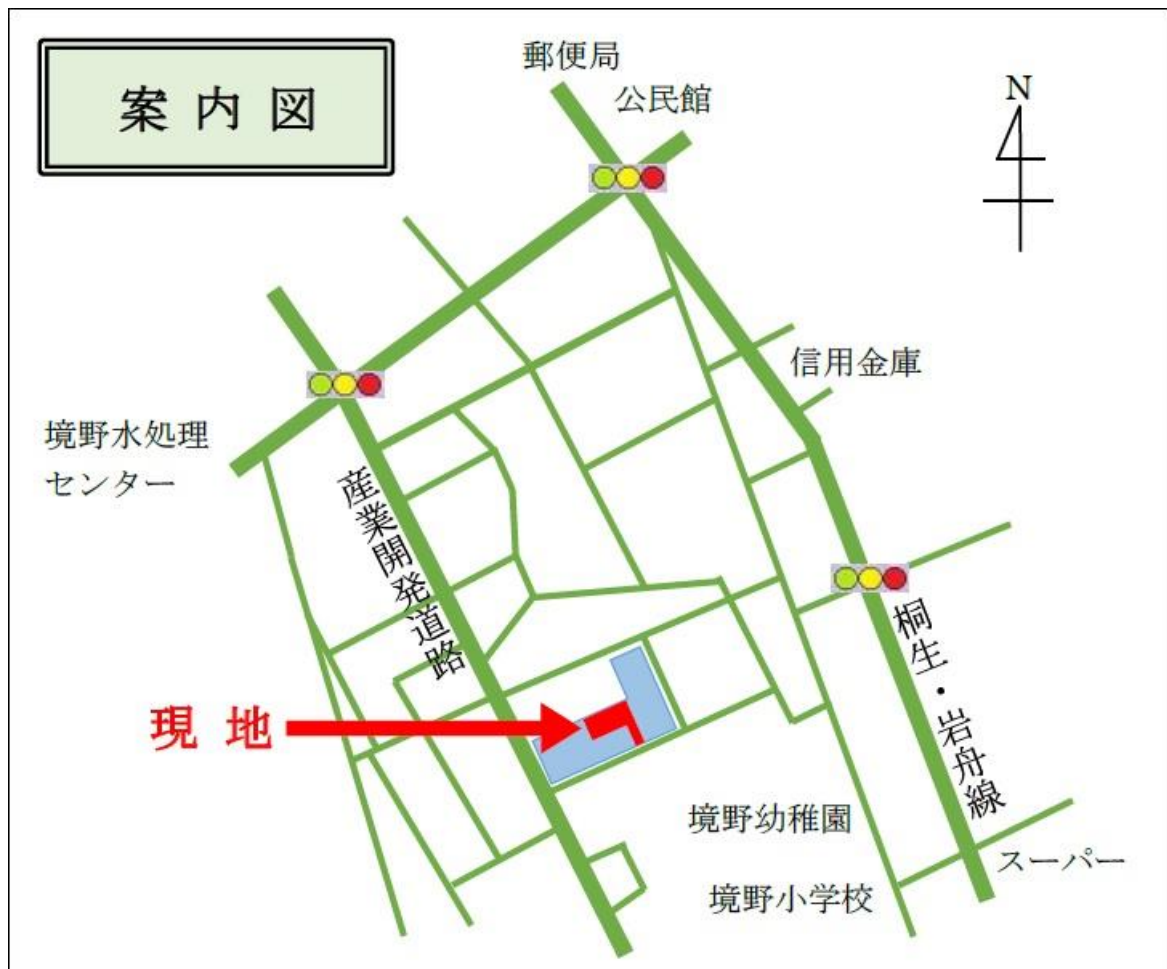 案内図
郵便局
公民館
N
信用金庫
境野水処理
センター
産業開発道路
桐生・岩舟線
現地
境野幼稚園
スーパー
境野小学校